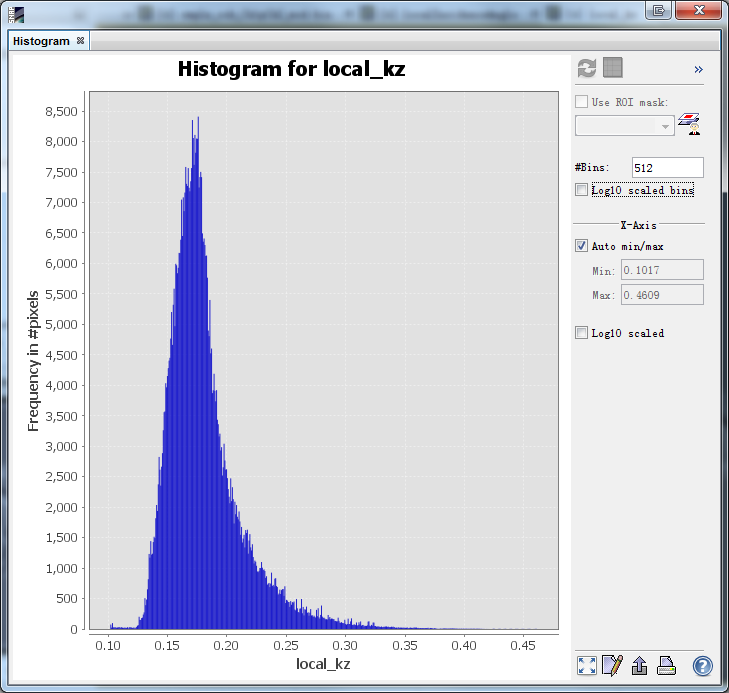 Histogram
Histogram for local_kz
8,500
8,000
7,500
7,000
6,500
6,000
5,500
5,000
4,500
4,000
3,500
3,000
2,500
2,000
1,500
1,000
500
0
Frequency in #pixels
0.10 0.15 0.20 0.25 0.30 0.35 0.40 0.45
local_kz
»
Use ROI mask:
#Bins: 512
Log10 scaled bins
X-Axis
Auto min/max
Min: 0.1017
Max: 0.4609
Log10 scaled